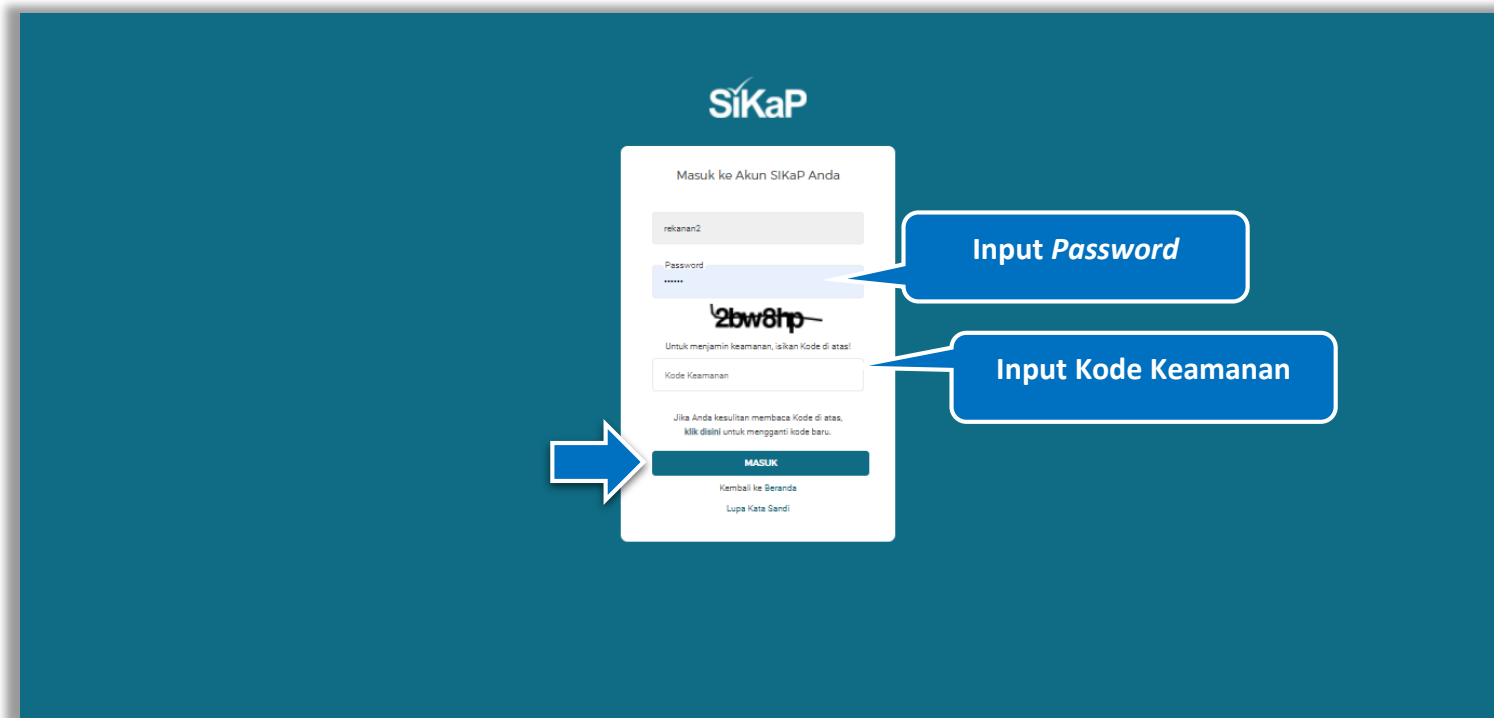 SiKaP
Masuk ke Akun SIKaP Anda
rekanan2
Password
••••••
2bw8hp
Untuk menjamin keamanan, isikan Kode di atas!
Kode Keamanan
Jika Anda kesulitan membaca Kode di atas,
klik disini untuk mengganti kode baru.
MASUK
Kembali ke Beranda
Lupa Kata Sandi
Input Password
Input Kode Keamanan